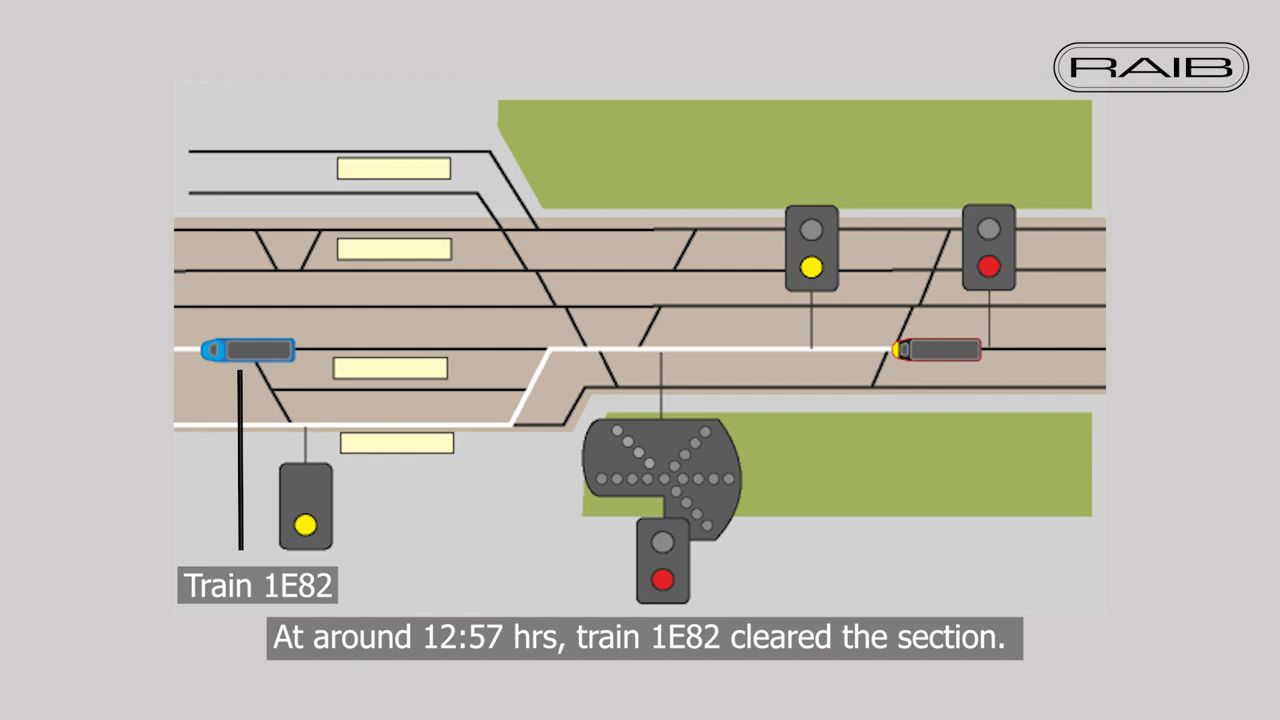 RAIB
Train 1E82
At around 12:57 hrs, train 1E82 cleared the section.